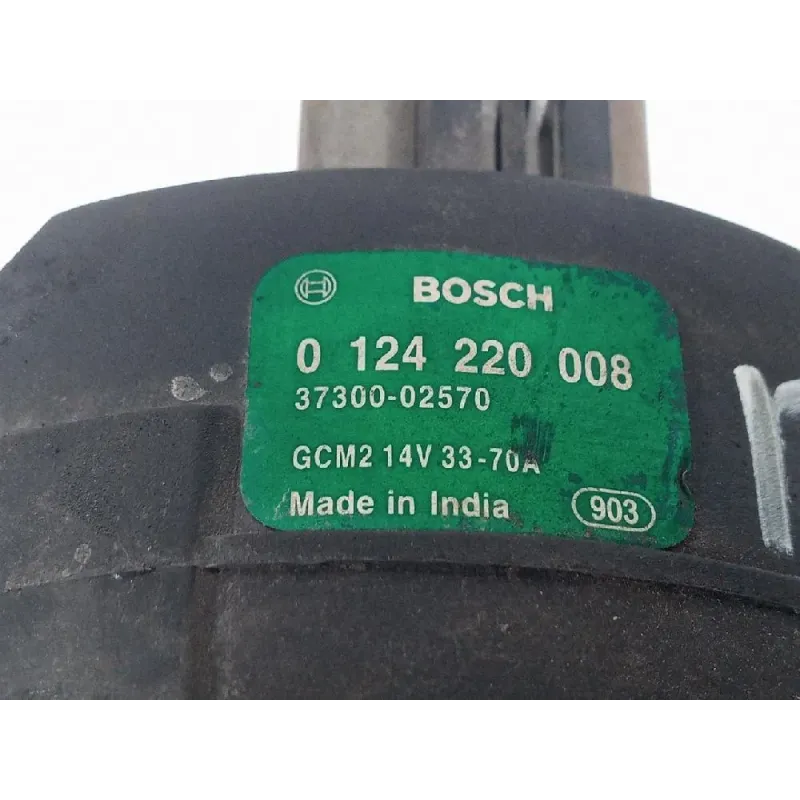 BOSCH
0 124 220 008
37300-02570
GCM2 14V 33-70A
Made in India 903